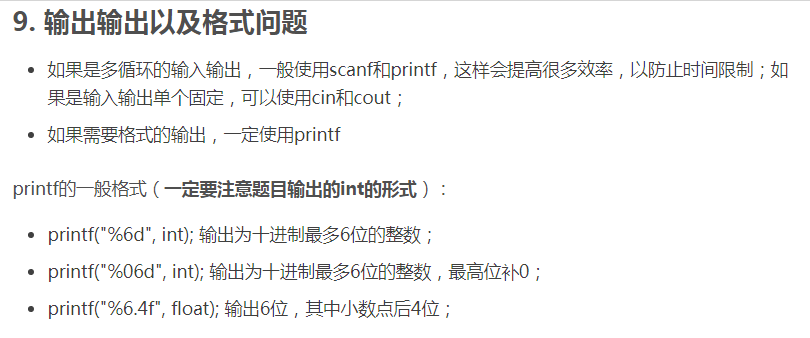 9. 输出输出以及格式问题
如果是多循环的输入输出，一般使用scanf和printf，这样会提高很多效率，以防止时间限制；如
果是输入输出单个固定，可以使用cin和cout；
如果需要格式的输出，一定使用printf
printf的一般格式（一定要注意题目输出的int的形式）：
printf("%6d", int); 输出为十进制最多6位的整数；
printf("%06d", int); 输出为十进制最多6位的整数，最高位补0；
printf("%6.4f", float); 输出6位，其中小数点后4位；